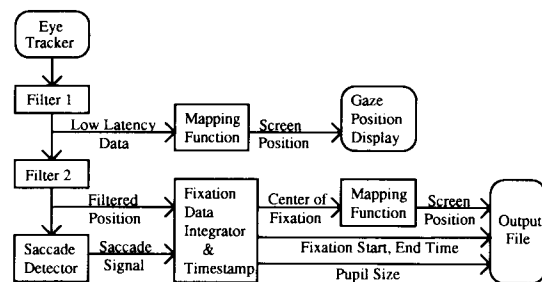 Eye
Tracker
Filter 1
Low Latency
Data
Mapping
Function
Screen
Position
Gaze
Position
Display
Filter 2
Filtered
Position
Fixation
Data
Integrator
&
Timestamp
Center of
Fixation
Mapping
Function
Screen
Position
Output
File
Saccade
Detector
Saccade
Signal
Fixation Start, End Time
Pupil Size